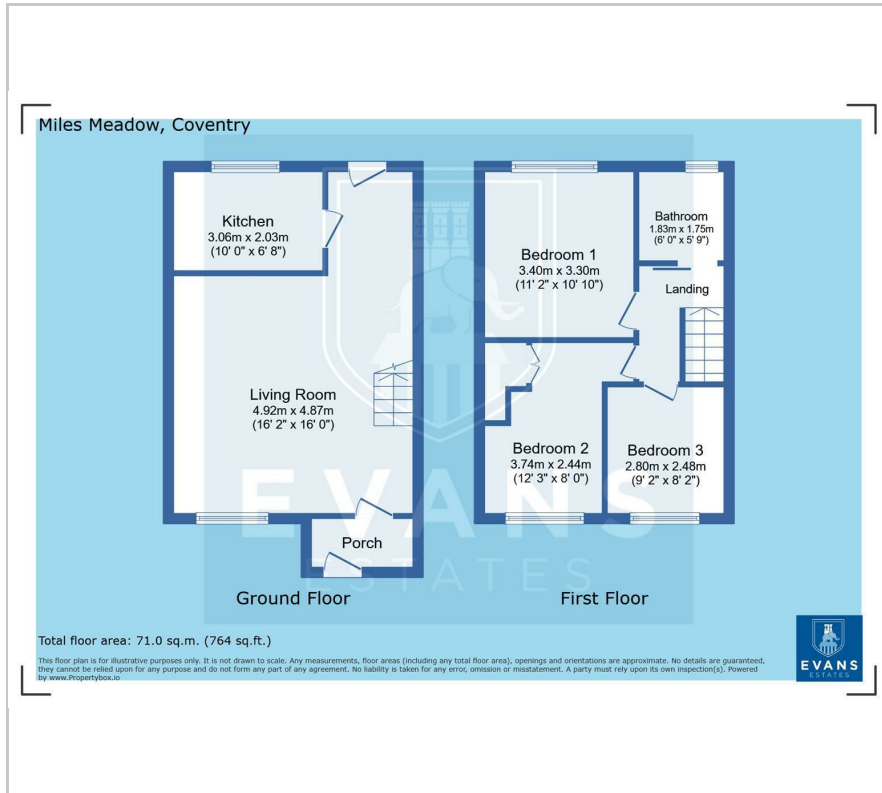 Miles Meadow, Coventry
Kitchen
3.06m x 2.03m
(10' 0" x 6' 8")
Living Room
4.92m x 4.87m
(16' 2" x 16' 0")
Porch
Ground Floor
Bedroom 1
3.40m x 3.30m
(11' 2" x 10' 10")
Bathroom
1.83m x 1.75m
(6' 0" x 5' 9")
Landing
Bedroom 2
3.74m x 2.44m
(12' 3" x 8' 0")
Bedroom 3
2.80m x 2.48m
(9' 2" x 8' 2")
First Floor
EVANS
ESTATES
Total floor area: 71.0 sq.m. (764 sq.ft.)
This floor plan is for illustrative purposes only. It is not drawn to scale. Any measurements, floor areas (including any total floor area), openings and orientations are approximate. No details are guaranteed,
they cannot be relied upon for any purpose and do not form any part of any agreement. No liability is taken for any error, omission or misstatement. A party must rely upon its own inspection(s). Powered
by www.Propertybox.io
EVANS
ESTATES